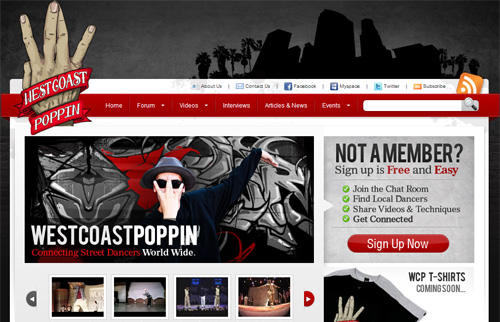 WESTCOAST
POPPIN
About Us | Contact Us | Facebook | Myspace | Twitter | Subscribe...
Home Forum Videos Interviews Articles & News Events
NOT A MEMBER?
Sign up is Free and Easy
Join the Chat Room
Find Local Dancers
Share Videos & Techniques
Get Connected
Sign Up Now
WESTCOASTPOPPIN'
Connecting Street Dancers World Wide.
WCP T-SHIRTS
COMING SOON...